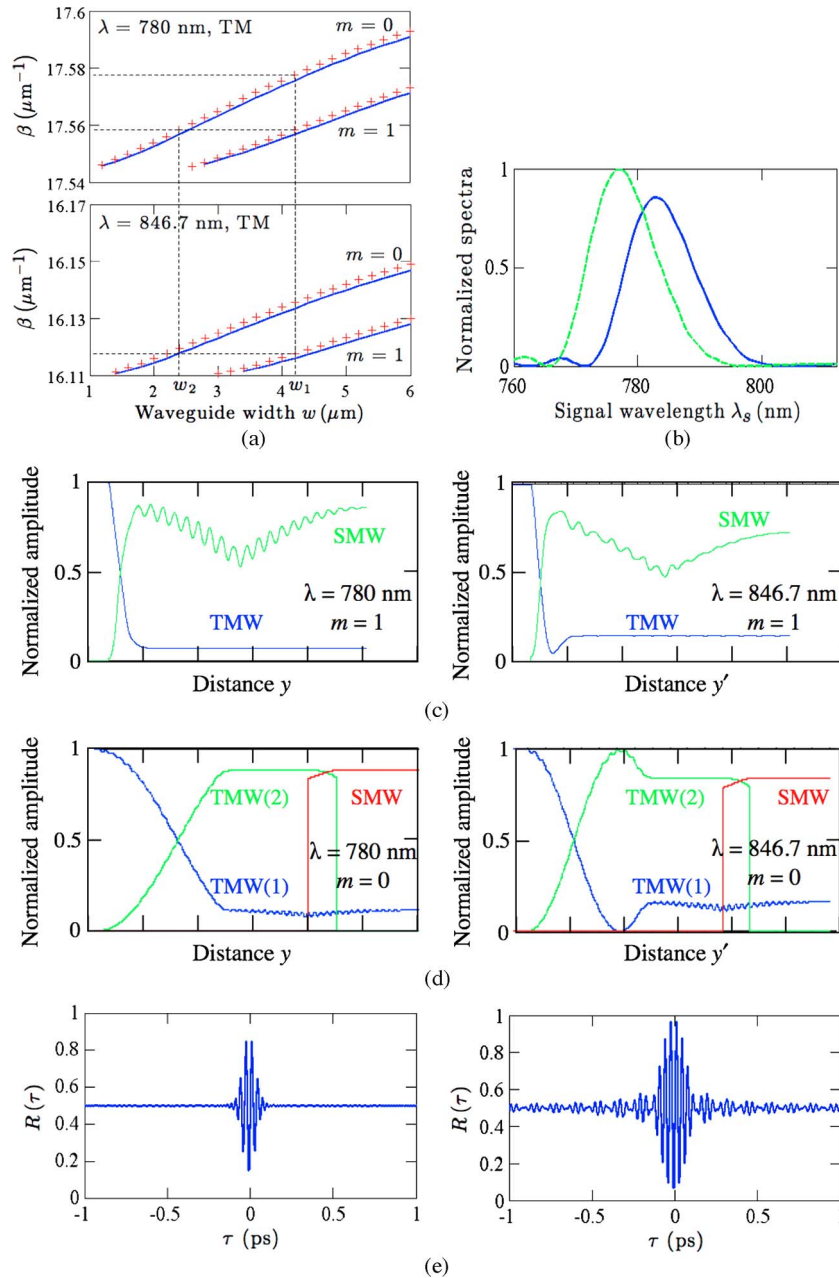 λ = 780 nm, TM
m = 0
m = 1
β (μm⁻¹)
17.6
17.58
17.56
17.54
λ = 846.7 nm, TM
m = 0
m = 1
β (μm⁻¹)
16.17
16.15
16.13
16.11
1 2 3 4 5 6
w₂ w₁
Waveguide width w (μm)
(a)
Normalized spectra
1
0.5
0
760 780 800
Signal wavelength λₛ (nm)
(b)
Normalized amplitude
1
0.5
0
SMW
λ = 780 nm
TMW
m = 1
Distance y
Normalized amplitude
1
0.5
0
SMW
λ = 846.7 nm
TMW
m = 1
Distance y′
(c)
Normalized amplitude
1
0.5
0
TMW(2)
SMW
λ = 780 nm
TMW(1)
m = 0
Distance y
Normalized amplitude
1
0.5
0
TMW(2)
SMW
λ = 846.7 nm
TMW(1)
m = 0
Distance y′
(d)
R (τ)
1
0.8
0.6
0.4
0.2
0
-1 -0.5 0 0.5 1
τ (ps)
R (τ)
1
0.8
0.6
0.4
0.2
0
-1 -0.5 0 0.5 1
τ (ps)
(e)